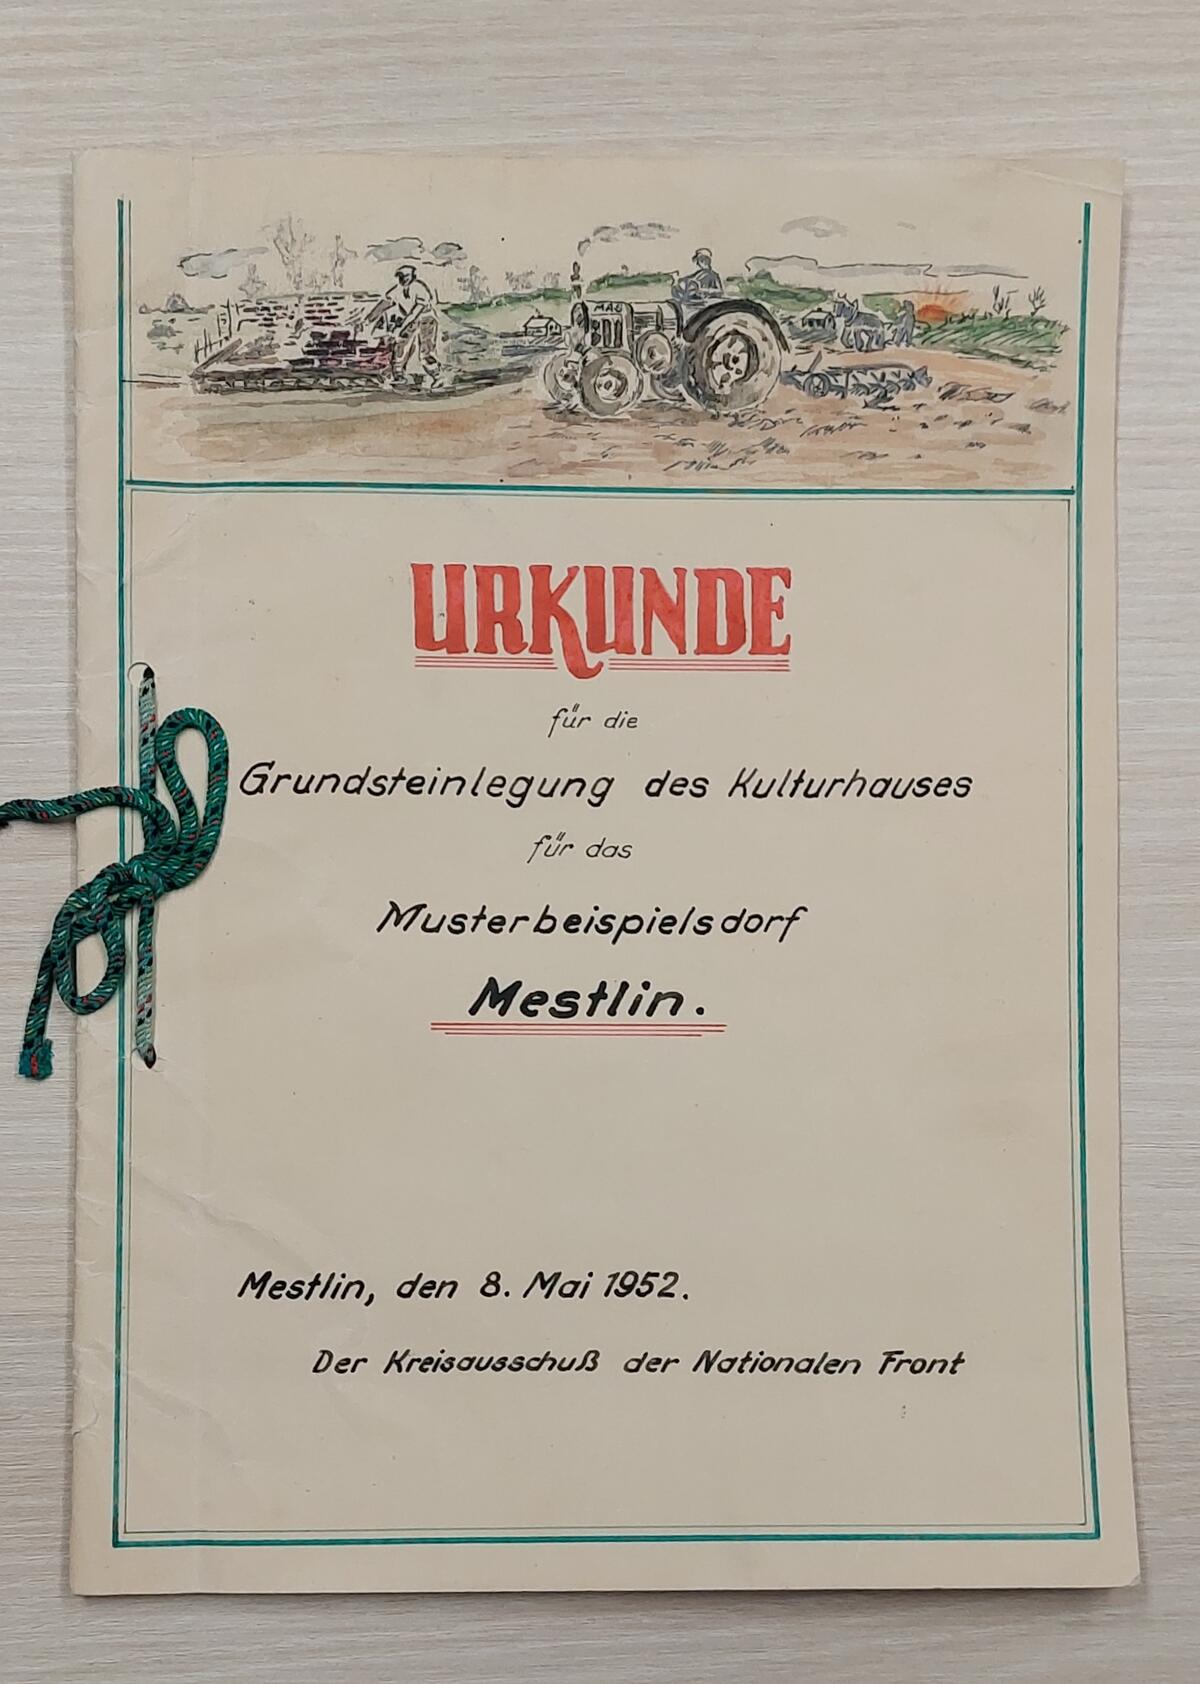 URKUNDE
für die
Grundsteinlegung des Kulturhauses
für das
Musterbeispielsdorf
Mestlin.
Mestlin, den 8. Mai 1952.
Der Kreisausschuß der Nationalen Front